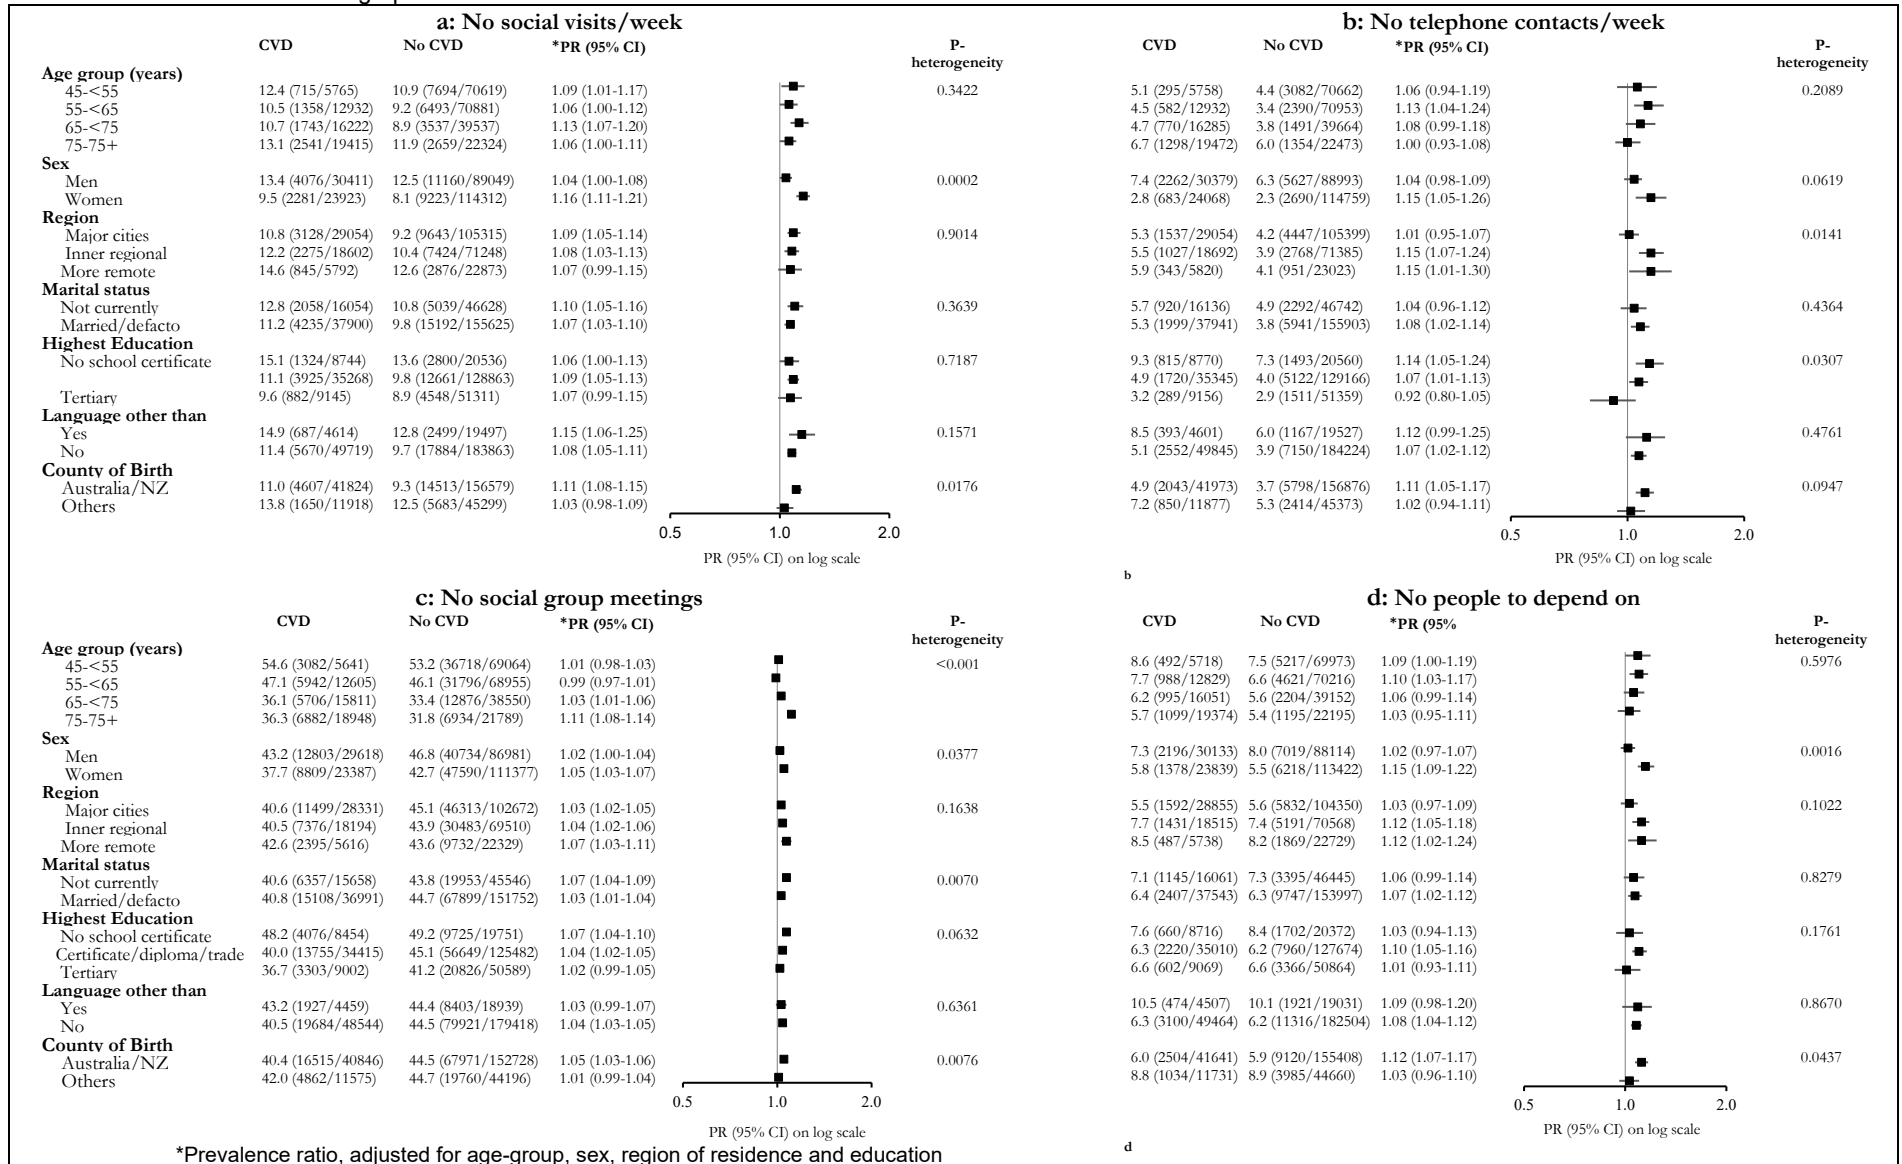 a: No social visits/week
CVD No CVD *PR (95% CI) P-heterogeneity
Age group (years)
45-<55 12.4 (715/5765) 10.9 (7694/70619) 1.09 (1.01-1.17) 0.3422
55-<65 10.5 (1358/12932) 9.2 (6493/70881) 1.06 (1.00-1.12)
65-<75 10.7 (1743/16222) 8.9 (3537/39537) 1.13 (1.07-1.20)
75-75+ 13.1 (2541/19415) 11.9 (2659/22324) 1.06 (1.00-1.11)
Sex
Men 13.4 (4076/30411) 12.5 (11160/89049) 1.04 (1.00-1.08) 0.0002
Women 9.5 (2281/23923) 8.1 (9223/114312) 1.16 (1.11-1.21)
Region
Major cities 10.8 (3128/29054) 9.2 (9643/105315) 1.09 (1.05-1.14) 0.9014
Inner regional 12.2 (2275/18602) 10.4 (7424/71248) 1.08 (1.03-1.13)
More remote 14.6 (845/5792) 12.6 (2876/22873) 1.07 (0.99-1.15)
Marital status
Not currently 12.8 (2058/16054) 10.8 (5039/46628) 1.10 (1.05-1.16) 0.3639
Married/defacto 11.2 (4235/37900) 9.8 (15192/155625) 1.07 (1.03-1.10)
Highest Education
No school certificate 15.1 (1324/8744) 13.6 (2800/20536) 1.06 (1.00-1.13) 0.7187
11.1 (3925/35268) 9.8 (12661/128863) 1.09 (1.05-1.13)
Tertiary 9.6 (882/9145) 8.9 (4548/51311) 1.07 (0.99-1.15)
Language other than
Yes 14.9 (687/4614) 12.8 (2499/19497) 1.15 (1.06-1.25) 0.1571
No 11.4 (5670/49719) 9.7 (17884/183863) 1.08 (1.05-1.11)
County of Birth
Australia/NZ 11.0 (4607/41824) 9.3 (14513/156579) 1.11 (1.08-1.15) 0.0176
Others 13.8 (1650/11918) 12.5 (5683/45299) 1.03 (0.98-1.09)
0.5 1.0 2.0
PR (95% CI) on log scale
b: No telephone contacts/week
CVD No CVD *PR (95% CI) P-heterogeneity
5.1 (295/5758) 4.4 (3082/70662) 1.06 (0.94-1.19) 0.2089
4.5 (582/12932) 3.4 (2390/70953) 1.13 (1.04-1.24)
4.7 (770/16285) 3.8 (1491/39664) 1.08 (0.99-1.18)
6.7 (1298/19472) 6.0 (1354/22473) 1.00 (0.93-1.08)
7.4 (2262/30379) 6.3 (5627/88993) 1.04 (0.98-1.09) 0.0619
2.8 (683/24068) 2.3 (2690/114759) 1.15 (1.05-1.26)
5.3 (1537/29054) 4.2 (4447/105399) 1.01 (0.95-1.07) 0.0141
5.5 (1027/18692) 3.9 (2768/71385) 1.15 (1.07-1.24)
5.9 (343/5820) 4.1 (951/23023) 1.15 (1.01-1.30)
5.7 (920/16136) 4.9 (2292/46742) 1.04 (0.96-1.12) 0.4364
5.3 (1999/37941) 3.8 (5941/155903) 1.08 (1.02-1.14)
9.3 (815/8770) 7.3 (1493/20560) 1.14 (1.05-1.24) 0.0307
4.9 (1720/35345) 4.0 (5122/129166) 1.07 (1.01-1.13)
3.2 (289/9156) 2.9 (1511/51359) 0.92 (0.80-1.05)
8.5 (393/4601) 6.0 (1167/19527) 1.12 (0.99-1.25) 0.4761
5.1 (2552/49845) 3.9 (7150/184224) 1.07 (1.02-1.12)
4.9 (2043/41973) 3.7 (5798/156876) 1.11 (1.05-1.17) 0.0947
7.2 (850/11877) 5.3 (2414/45373) 1.02 (0.94-1.11)
0.5 1.0 2.0
PR (95% CI) on log scale
b
c: No social group meetings
CVD No CVD *PR (95% CI) P-heterogeneity
Age group (years)
45-<55 54.6 (3082/5641) 53.2 (36718/69064) 1.01 (0.98-1.03) <0.001
55-<65 47.1 (5942/12605) 46.1 (31796/68955) 0.99 (0.97-1.01)
65-<75 36.1 (5706/15811) 33.4 (12876/38550) 1.03 (1.01-1.06)
75-75+ 36.3 (6882/18948) 31.8 (6934/21789) 1.11 (1.08-1.14)
Sex
Men 43.2 (12803/29618) 46.8 (40734/86981) 1.02 (1.00-1.04) 0.0377
Women 37.7 (8809/23387) 42.7 (47590/111377) 1.05 (1.03-1.07)
Region
Major cities 40.6 (11499/28331) 45.1 (46313/102672) 1.03 (1.02-1.05) 0.1638
Inner regional 40.5 (7376/18194) 43.9 (30483/69510) 1.04 (1.02-1.06)
More remote 42.6 (2395/5616) 43.6 (9732/22329) 1.07 (1.03-1.11)
Marital status
Not currently 40.6 (6357/15658) 43.8 (19953/45546) 1.07 (1.04-1.09) 0.0070
Married/defacto 40.8 (15108/36991) 44.7 (67899/151752) 1.03 (1.01-1.04)
Highest Education
No school certificate 48.2 (4076/8454) 49.2 (9725/19751) 1.07 (1.04-1.10) 0.0632
Certificate/diploma/trade 40.0 (13755/34415) 45.1 (56649/125482) 1.04 (1.02-1.05)
Tertiary 36.7 (3303/9002) 41.2 (20826/50589) 1.02 (0.99-1.05)
Language other than
Yes 43.2 (1927/4459) 44.4 (8403/18939) 1.03 (0.99-1.07) 0.6361
No 40.5 (19684/48544) 44.5 (79921/179418) 1.04 (1.03-1.05)
County of Birth
Australia/NZ 40.4 (16515/40846) 44.5 (67971/152728) 1.05 (1.03-1.06) 0.0076
Others 42.0 (4862/11575) 44.7 (19760/44196) 1.01 (0.99-1.04)
0.5 1.0 2.0
PR (95% CI) on log scale
d: No people to depend on
CVD No CVD *PR (95% P-heterogeneity
8.6 (492/5718) 7.5 (5217/69973) 1.09 (1.00-1.19) 0.5976
7.7 (988/12829) 6.6 (4621/70216) 1.10 (1.03-1.17)
6.2 (995/16051) 5.6 (2204/39152) 1.06 (0.99-1.14)
5.7 (1099/19374) 5.4 (1195/22195) 1.03 (0.95-1.11)
7.3 (2196/30133) 8.0 (7019/88114) 1.02 (0.97-1.07) 0.0016
5.8 (1378/23839) 5.5 (6218/113422) 1.15 (1.09-1.22)
5.5 (1592/28855) 5.6 (5832/104350) 1.03 (0.97-1.09) 0.1022
7.7 (1431/18515) 7.4 (5191/70568) 1.12 (1.05-1.18)
8.5 (487/5738) 8.2 (1869/22729) 1.12 (1.02-1.24)
7.1 (1145/16061) 7.3 (3395/46445) 1.06 (0.99-1.14) 0.8279
6.4 (2407/37543) 6.3 (9747/153997) 1.07 (1.02-1.12)
7.6 (660/8716) 8.4 (1702/20372) 1.03 (0.94-1.13) 0.1761
6.3 (2220/35010) 6.2 (7960/127674) 1.10 (1.05-1.16)
6.6 (602/9069) 6.6 (3366/50864) 1.01 (0.93-1.11)
10.5 (474/4507) 10.1 (1921/19031) 1.09 (0.98-1.20) 0.8670
6.3 (3100/49464) 6.2 (11316/182504) 1.08 (1.04-1.12)
6.0 (2504/41641) 5.9 (9120/155408) 1.12 (1.07-1.17) 0.0437
8.8 (1034/11731) 8.9 (3985/44660) 1.03 (0.96-1.10)
0.5 1.0 2.0
PR (95% CI) on log scale
d
*Prevalence ratio, adjusted for age-group, sex, region of residence and education